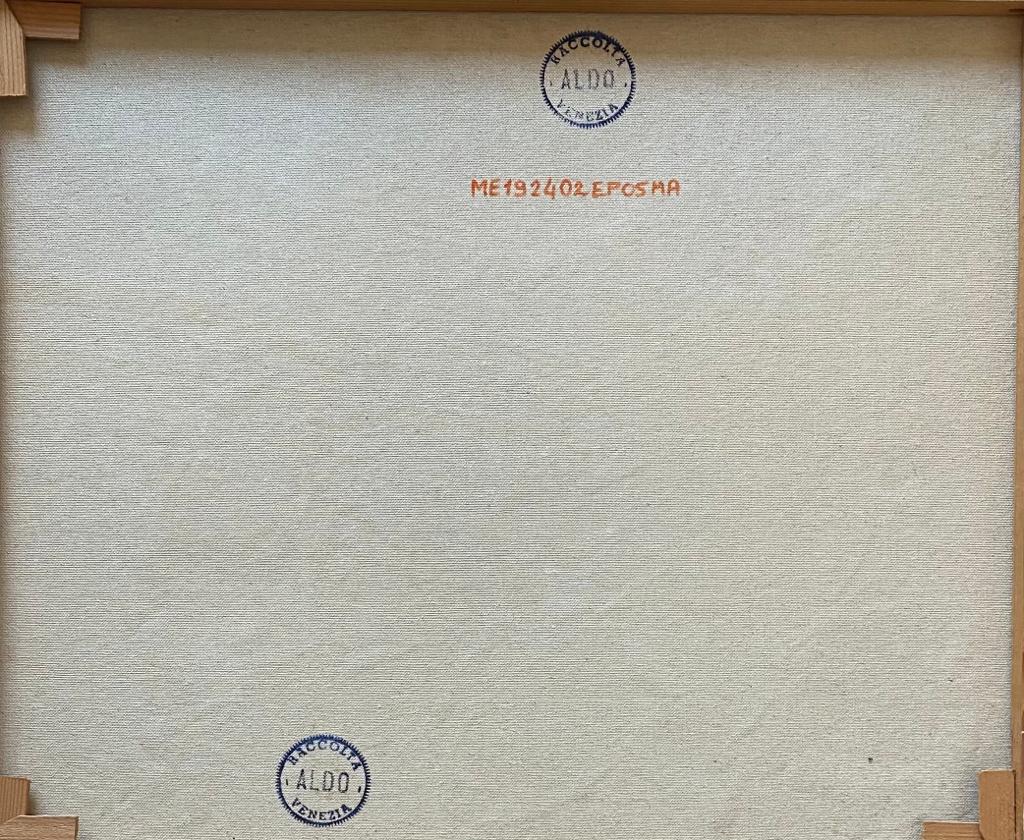 RACCOLTA
ALDO
VENEZIA
ME192402EPOSMA
RACCOLTA
ALDO
VENEZIA